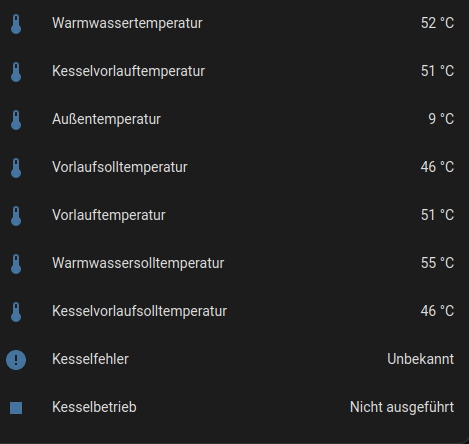 Warmwassertemperatur 52 °C
Kesselvorlauftemperatur 51 °C
Außentemperatur 9 °C
Vorlaufsolltemperatur 46 °C
Vorlauftemperatur 51 °C
Warmwassersolltemperatur 55 °C
Kesselvorlaufsolltemperatur 46 °C
Kesselfehler Unbekannt
Kesselbetrieb Nicht ausgeführt